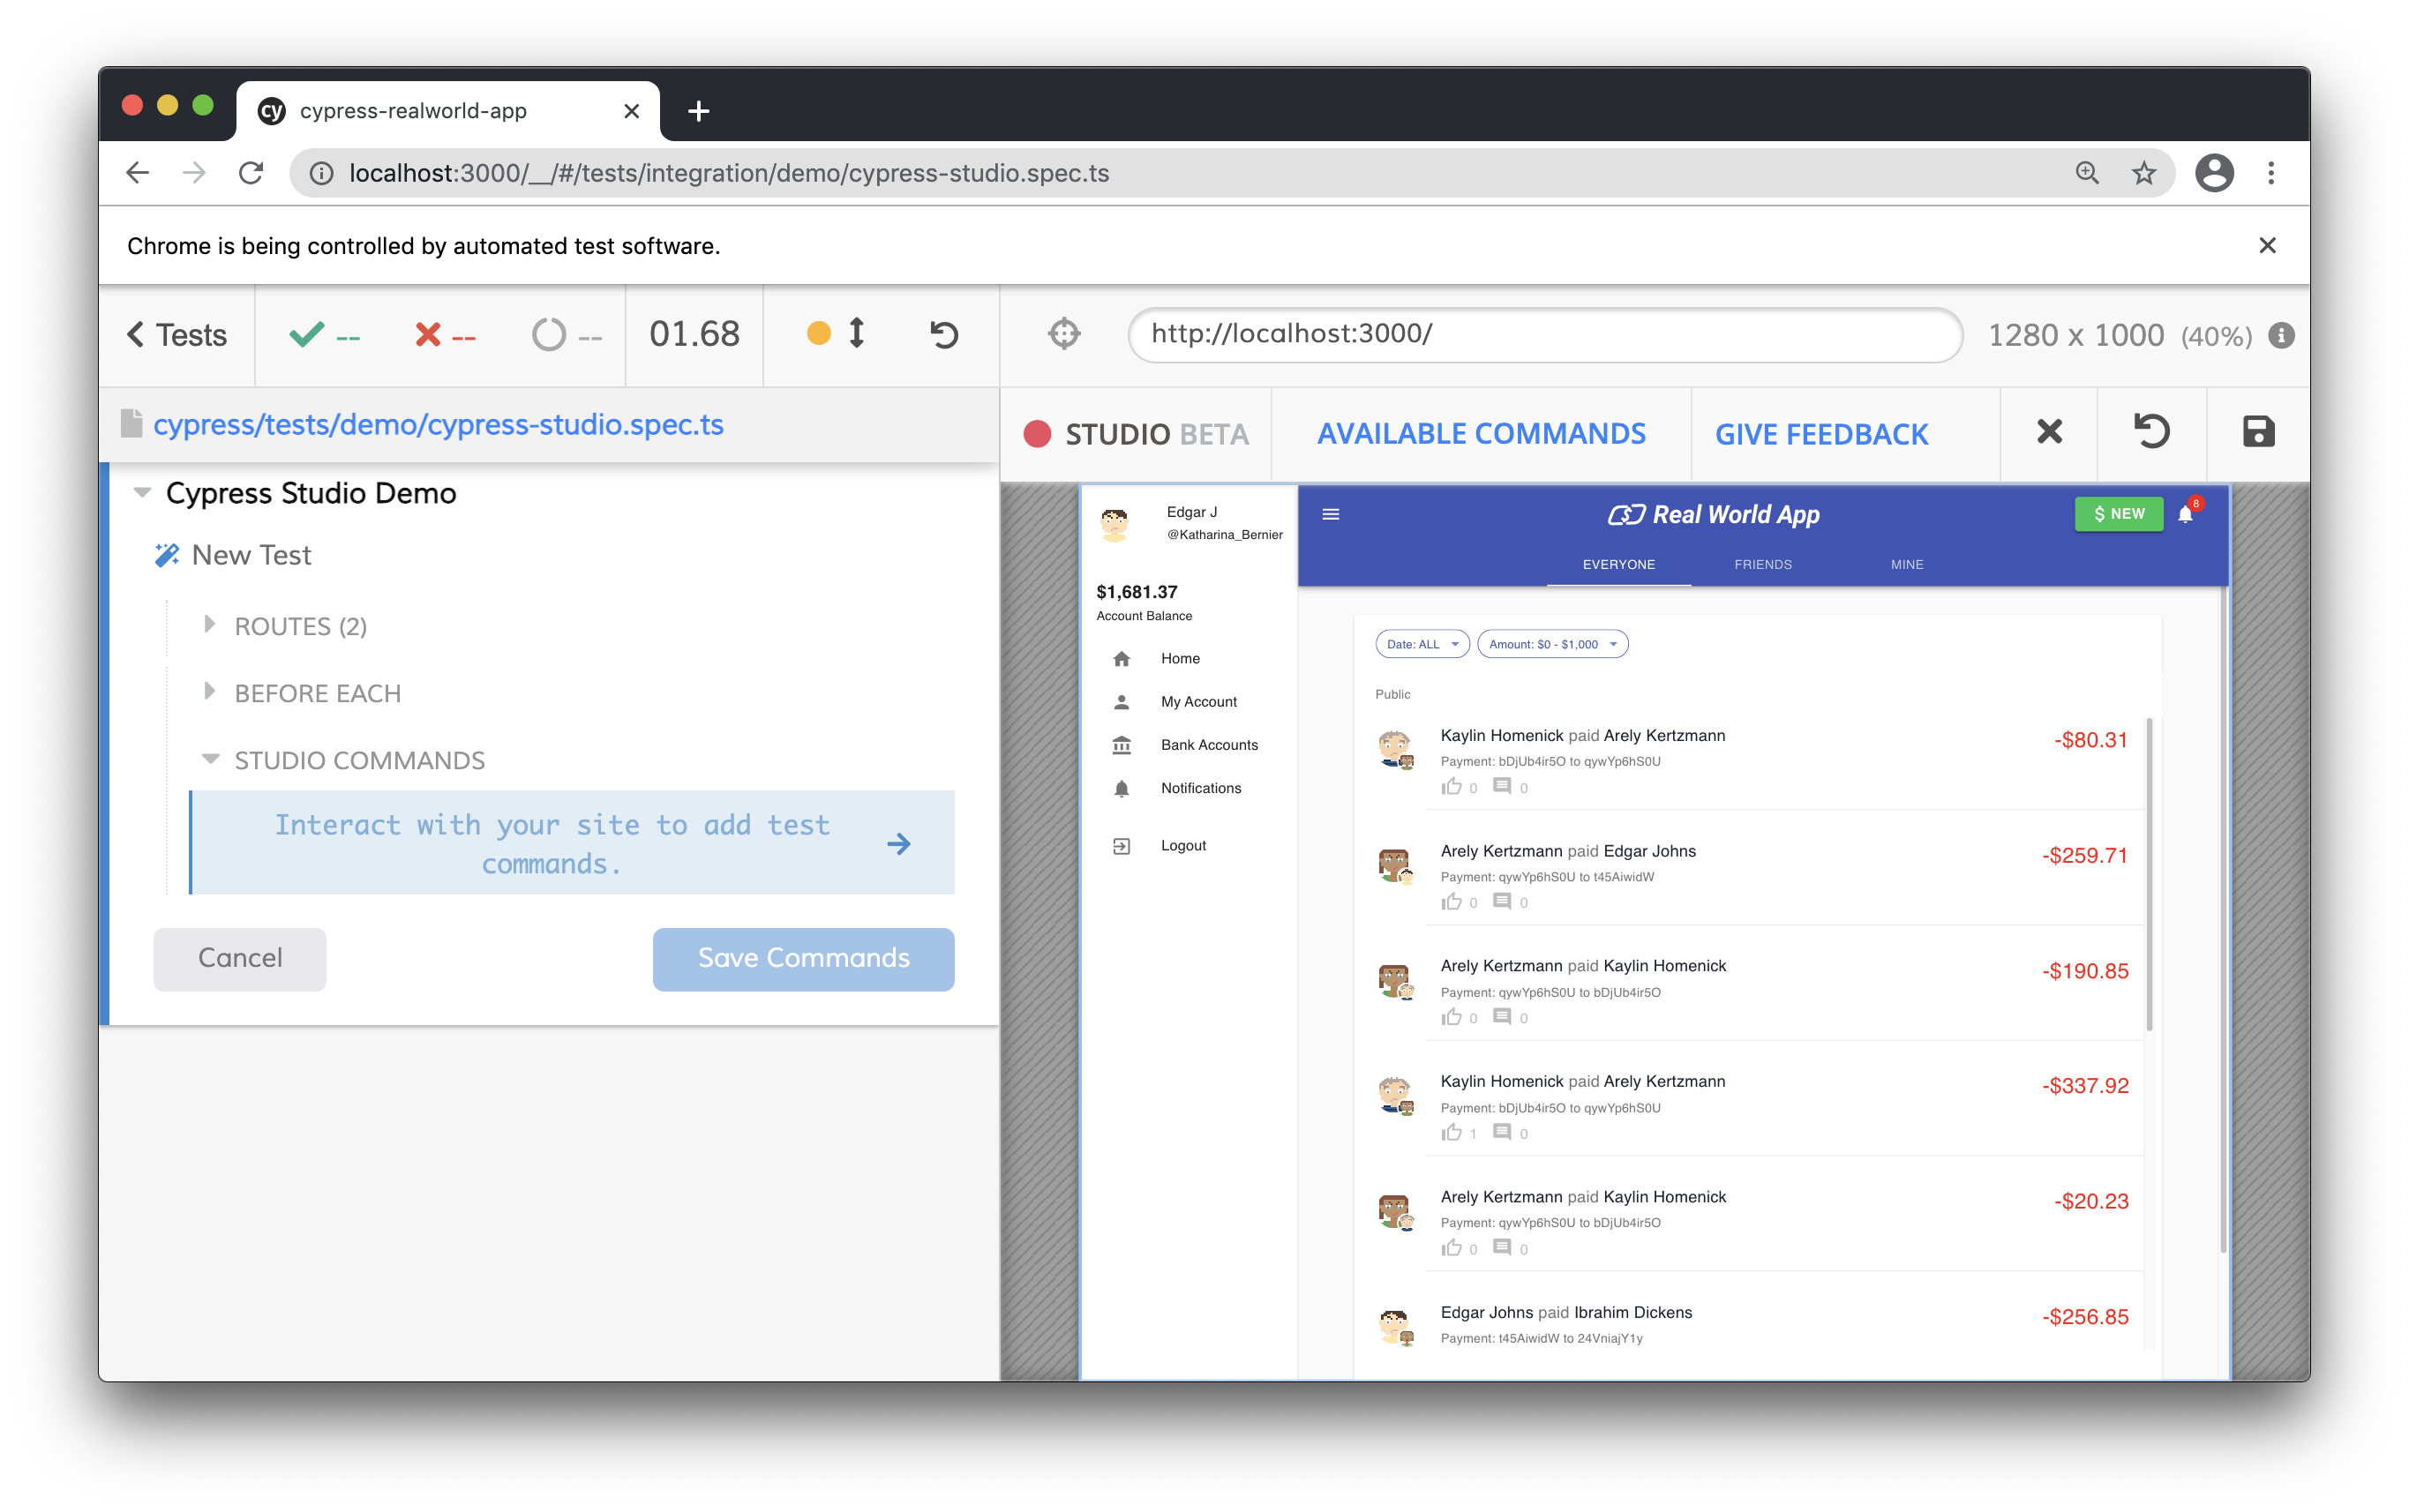 cy cypress-realworld-app
localhost:3000/__/#/tests/integration/demo/cypress-studio.spec.ts
Chrome is being controlled by automated test software.
Tests
--
--
--
01.68
http://localhost:3000/
1280 x 1000 (40%)
cypress/tests/demo/cypress-studio.spec.ts
STUDIO BETA
AVAILABLE COMMANDS
GIVE FEEDBACK
Cypress Studio Demo
New Test
ROUTES (2)
BEFORE EACH
STUDIO COMMANDS
Interact with your site to add test
commands.
Cancel
Save Commands
Edgar J
@Katharina_Bernier
$1,681.37
Account Balance
Home
My Account
Bank Accounts
Notifications
Logout
Real World App
$ NEW
8
EVERYONE
FRIENDS
MINE
Date: ALL
Amount: $0 - $1,000
Public
Kaylin Homenick paid Arely Kertzmann
-$80.31
Payment: bDjUb4ir5O to qywYp6hS0U
0 0
Arely Kertzmann paid Edgar Johns
-$259.71
Payment: qywYp6hS0U to t45AiwidW
0 0
Arely Kertzmann paid Kaylin Homenick
-$190.85
Payment: qywYp6hS0U to bDjUb4ir5O
0 0
Kaylin Homenick paid Arely Kertzmann
-$337.92
Payment: bDjUb4ir5O to qywYp6hS0U
1 0
Arely Kertzmann paid Kaylin Homenick
-$20.23
Payment: qywYp6hS0U to bDjUb4ir5O
0 0
Edgar Johns paid Ibrahim Dickens
-$256.85
Payment: t45AiwidW to 24VniajY1y